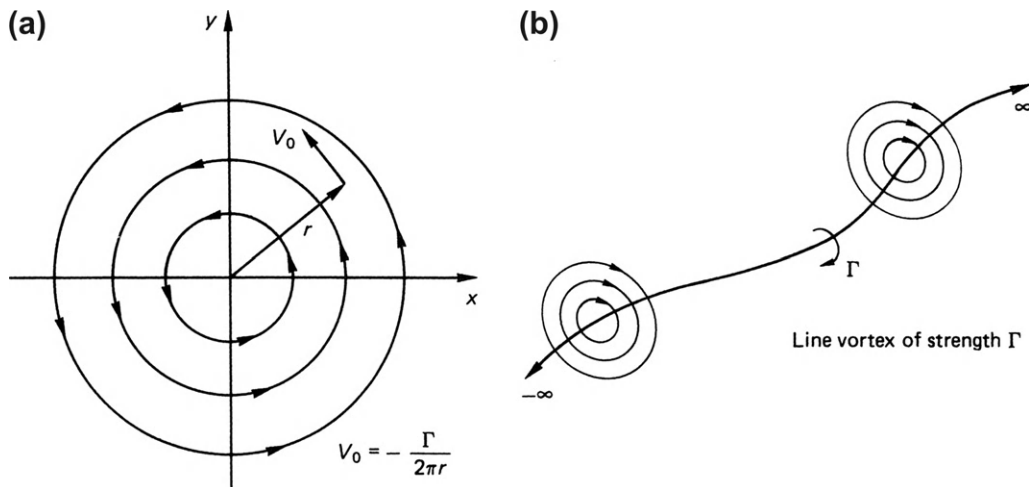 (a)
y
V₀
r
x
V₀ = − Γ / 2πr
(b)
∞
Γ
Line vortex of strength Γ
−∞